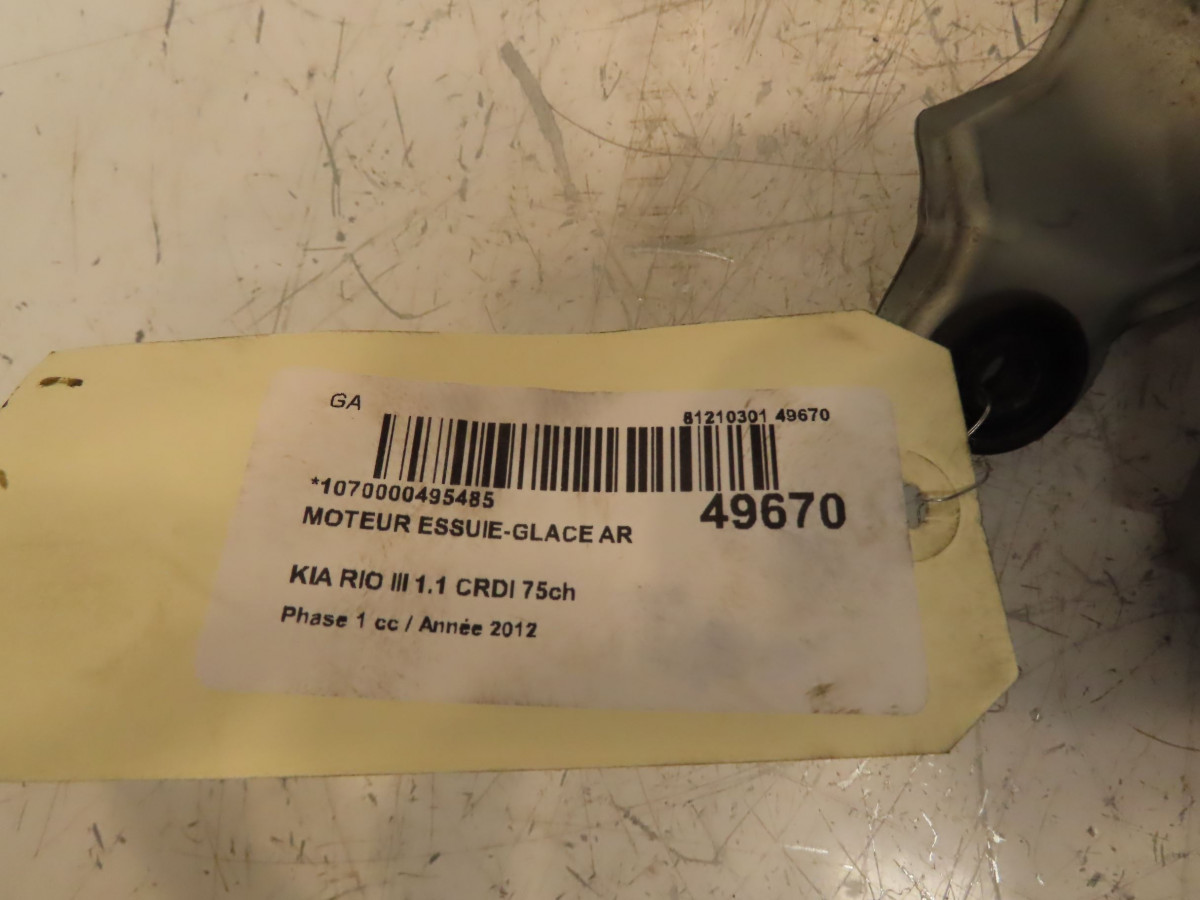 GA
81210301 49670
*1070000495485
49670
MOTEUR ESSUIE-GLACE AR
KIA RIO III 1.1 CRDI 75ch
Phase 1 cc / Année 2012